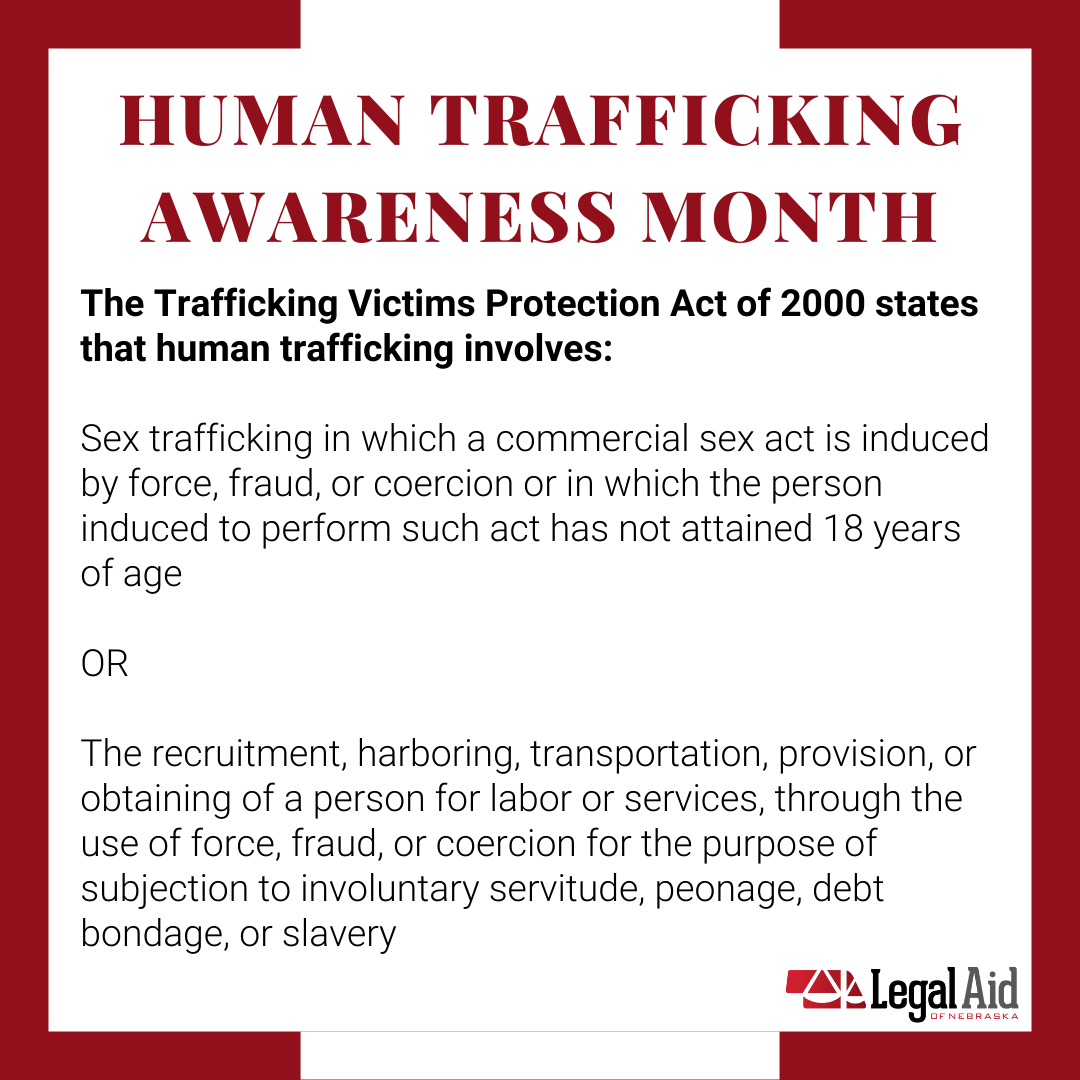 HUMAN TRAFFICKING
AWARENESS MONTH
The Trafficking Victims Protection Act of 2000 states
that human trafficking involves:
Sex trafficking in which a commercial sex act is induced
by force, fraud, or coercion or in which the person
induced to perform such act has not attained 18 years
of age
OR
The recruitment, harboring, transportation, provision, or
obtaining of a person for labor or services, through the
use of force, fraud, or coercion for the purpose of
subjection to involuntary servitude, peonage, debt
bondage, or slavery
Legal Aid
OF NEBRASKA